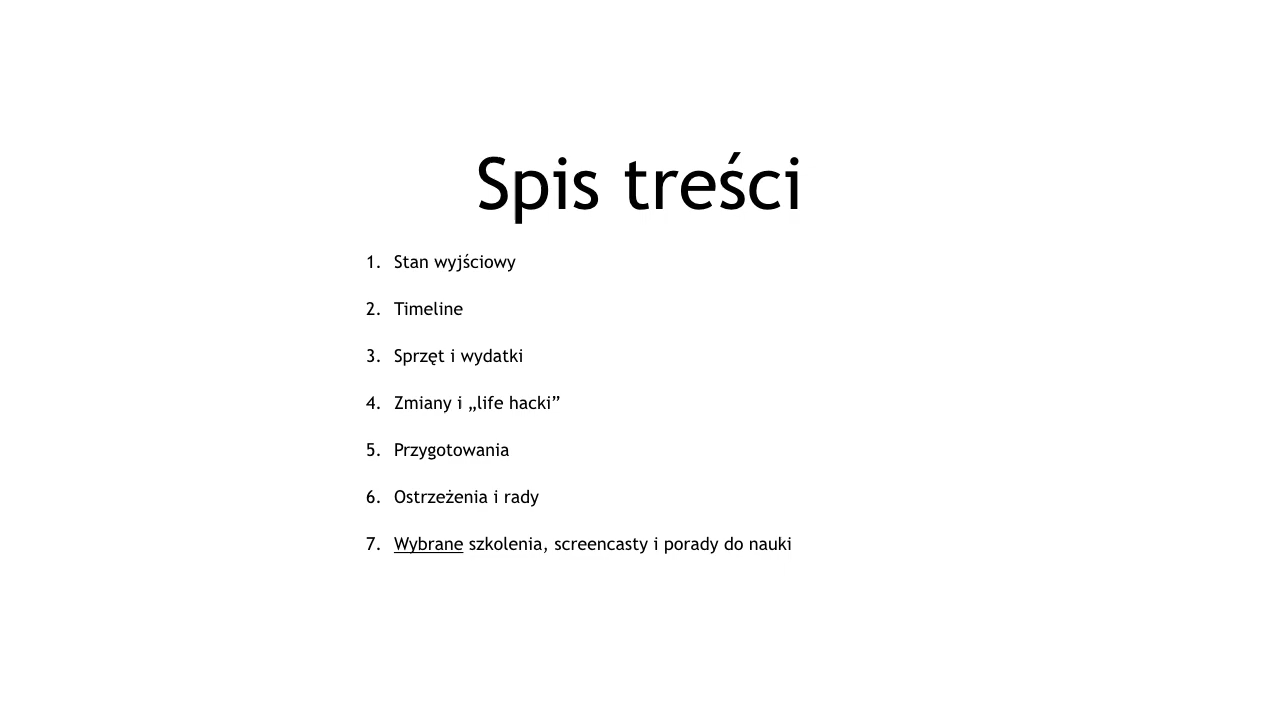 Spis treści
1. Stan wyjściowy
2. Timeline
3. Sprzęt i wydatki
4. Zmiany i „life hacki”
5. Przygotowania
6. Ostrzeżenia i rady
7. Wybrane szkolenia, screencasty i porady do nauki